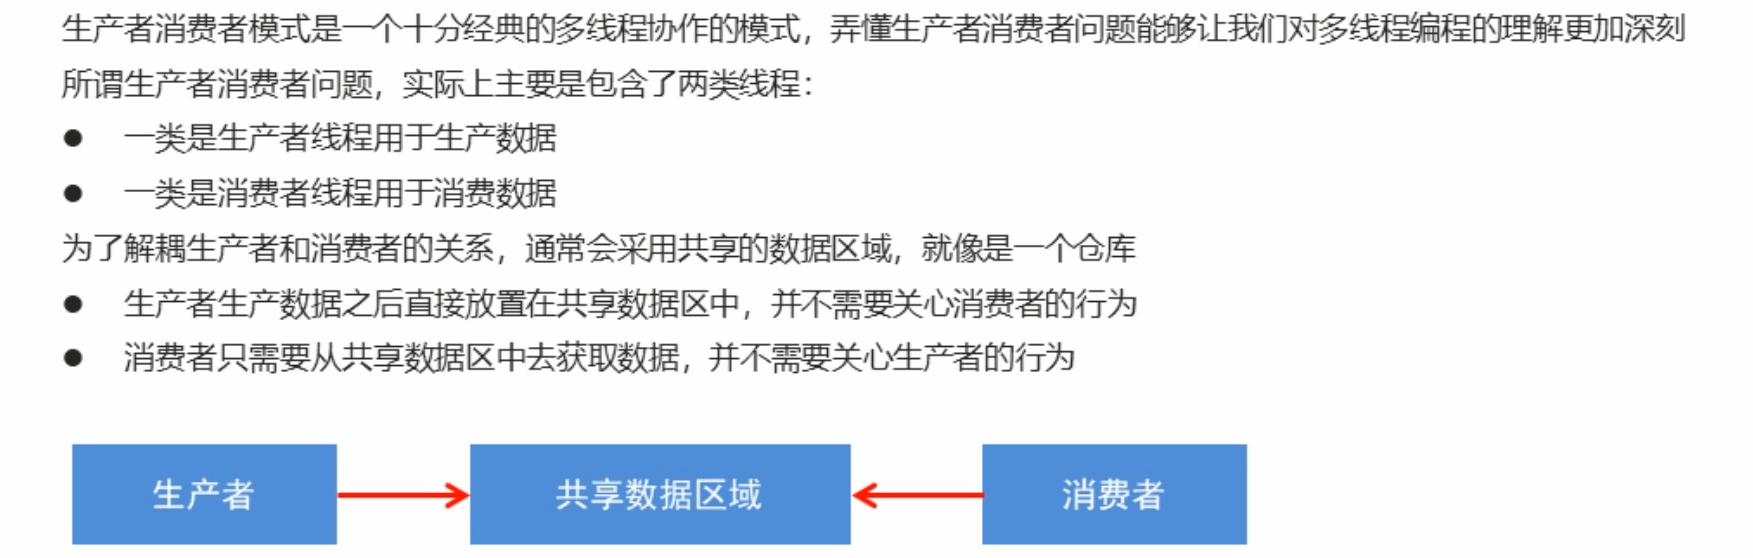 生产者消费者模式是一个十分经典的多线程协作的模式，弄懂生产者消费者问题能够让我们对多线程编程的理解更加深刻
所谓生产者消费者问题，实际上主要是包含了两类线程：
● 一类是生产者线程用于生产数据
● 一类是消费者线程用于消费数据
为了解耦生产者和消费者的关系，通常会采用共享的数据区域，就像是一个仓库
● 生产者生产数据之后直接放置在共享数据区中，并不需要关心消费者的行为
● 消费者只需要从共享数据区中去获取数据，并不需要关心生产者的行为
生产者
共享数据区域
消费者